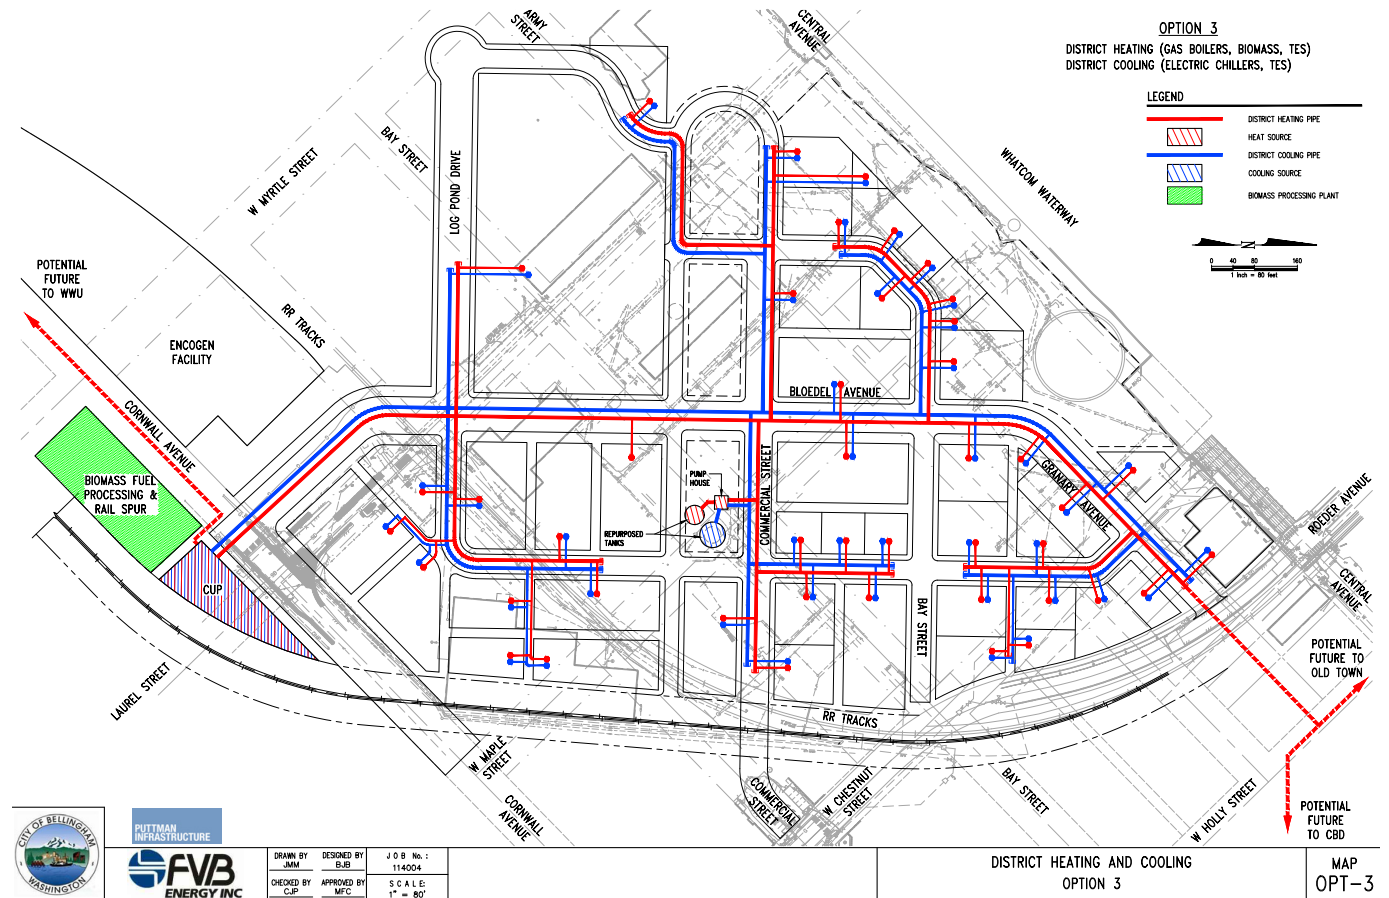 OPTION 3
DISTRICT HEATING (GAS BOILERS, BIOMASS, TES)
DISTRICT COOLING (ELECTRIC CHILLERS, TES)
LEGEND
DISTRICT HEATING PIPE
HEAT SOURCE
DISTRICT COOLING PIPE
COOLING SOURCE
BIOMASS PROCESSING PLANT
N
0 40 80 160
1 inch = 80 feet
ARMY
STREET
CENTRAL
AVENUE
BAY STREET
W MYRTLE STREET
LOG POND DRIVE
WHATCOM WATERWAY
POTENTIAL
FUTURE
TO WWU
RR TRACKS
ENCOGEN
FACILITY
CORNWALL AVENUE
BLOEDEL AVENUE
BIOMASS FUEL
PROCESSING &
RAIL SPUR
PUMP
HOUSE
COMMERCIAL STREET
REPURPOSED
TANKS
GRANARY AVENUE
ROEDER AVENUE
CENTRAL
AVENUE
CUP
LAUREL STREET
BAY STREET
POTENTIAL
FUTURE TO
OLD TOWN
RR TRACKS
W MAPLE
STREET
CORNWALL
AVENUE
COMMERCIAL
STREET
W CHESTNUT
STREET
BAY STREET
W HOLLY STREET
POTENTIAL
FUTURE
TO CBD
CITY OF BELLINGHAM
WASHINGTON
PUTTMAN
INFRASTRUCTURE
FVB
ENERGY INC
DRAWN BY
JMM
DESIGNED BY
BJB
JOB No.:
114004
CHECKED BY
CJP
APPROVED BY
MFC
SCALE:
1" = 80'
DISTRICT HEATING AND COOLING
OPTION 3
MAP
OPT-3